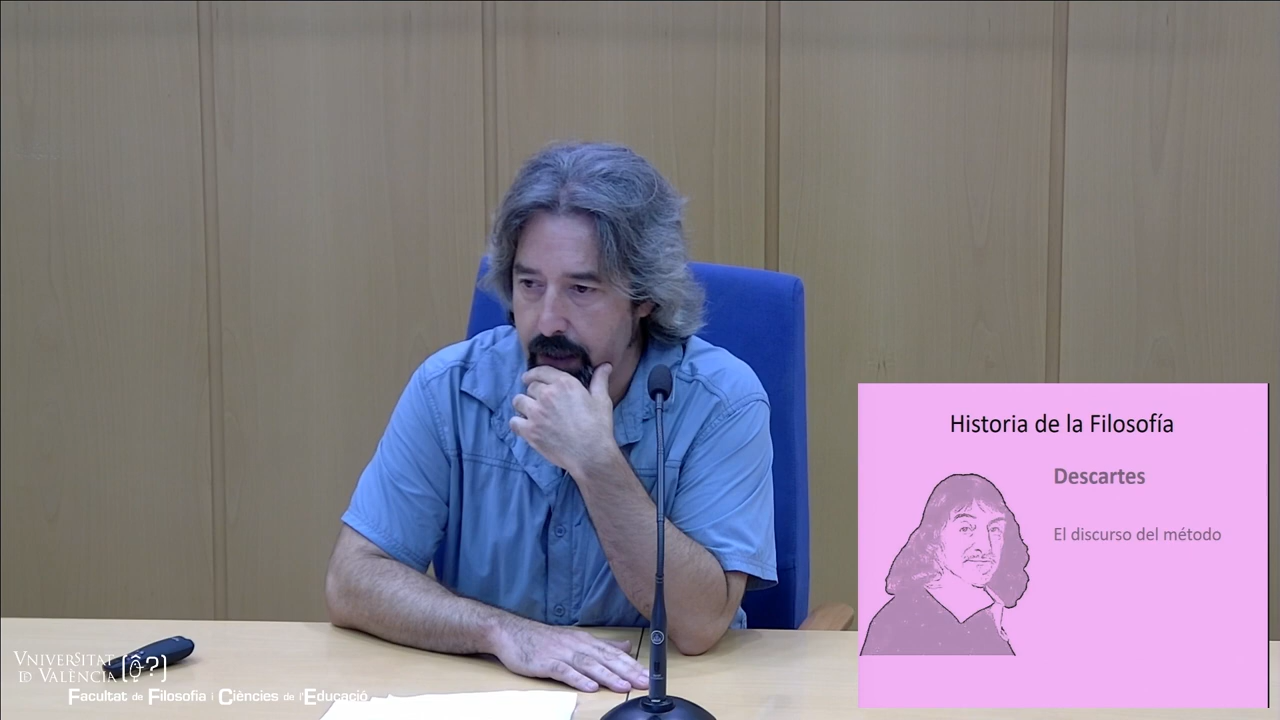 Historia de la Filosofía
Descartes
El discurso del método
VNIVERSITAT
ID VALÈNCIA (Ô?)
Facultat de Filosofia i Ciències de l'Educació